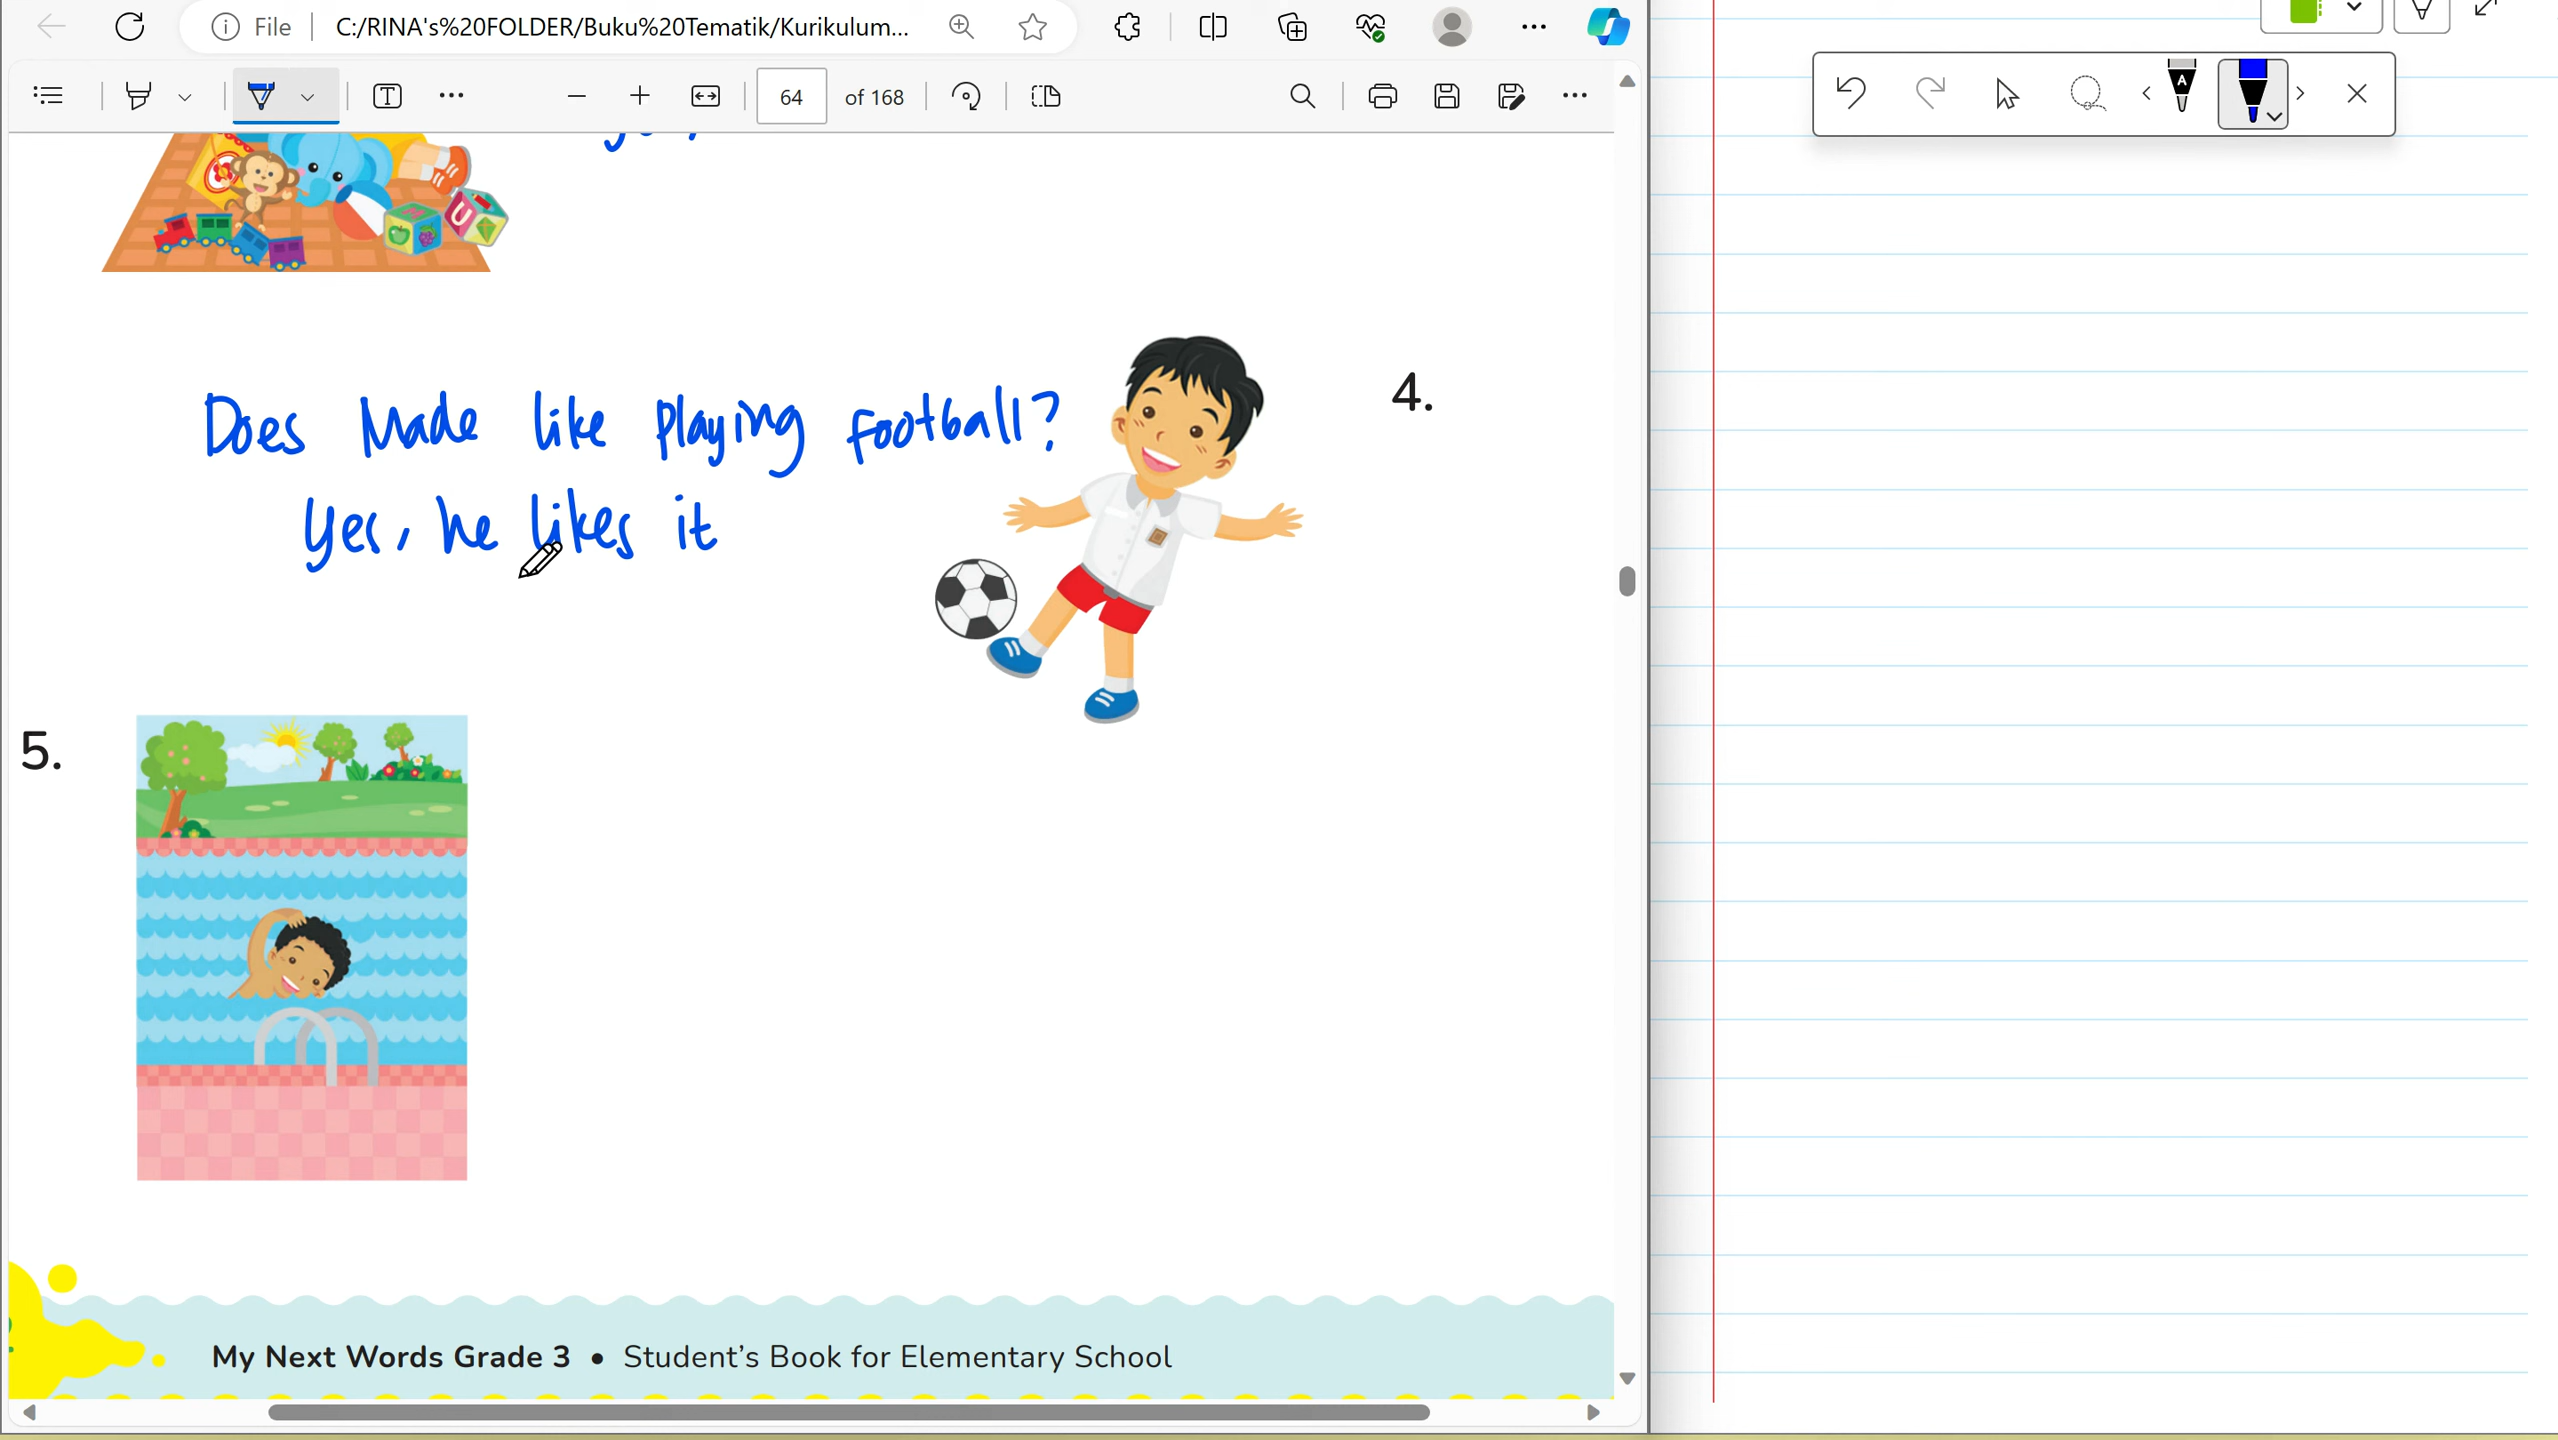 File C:/RINA's%20FOLDER/Buku%20Tematik/Kurikulum...
64 of 168
Does Made like playing football?
4.
Yes, he likes it
5.
My Next Words Grade 3 • Student's Book for Elementary School